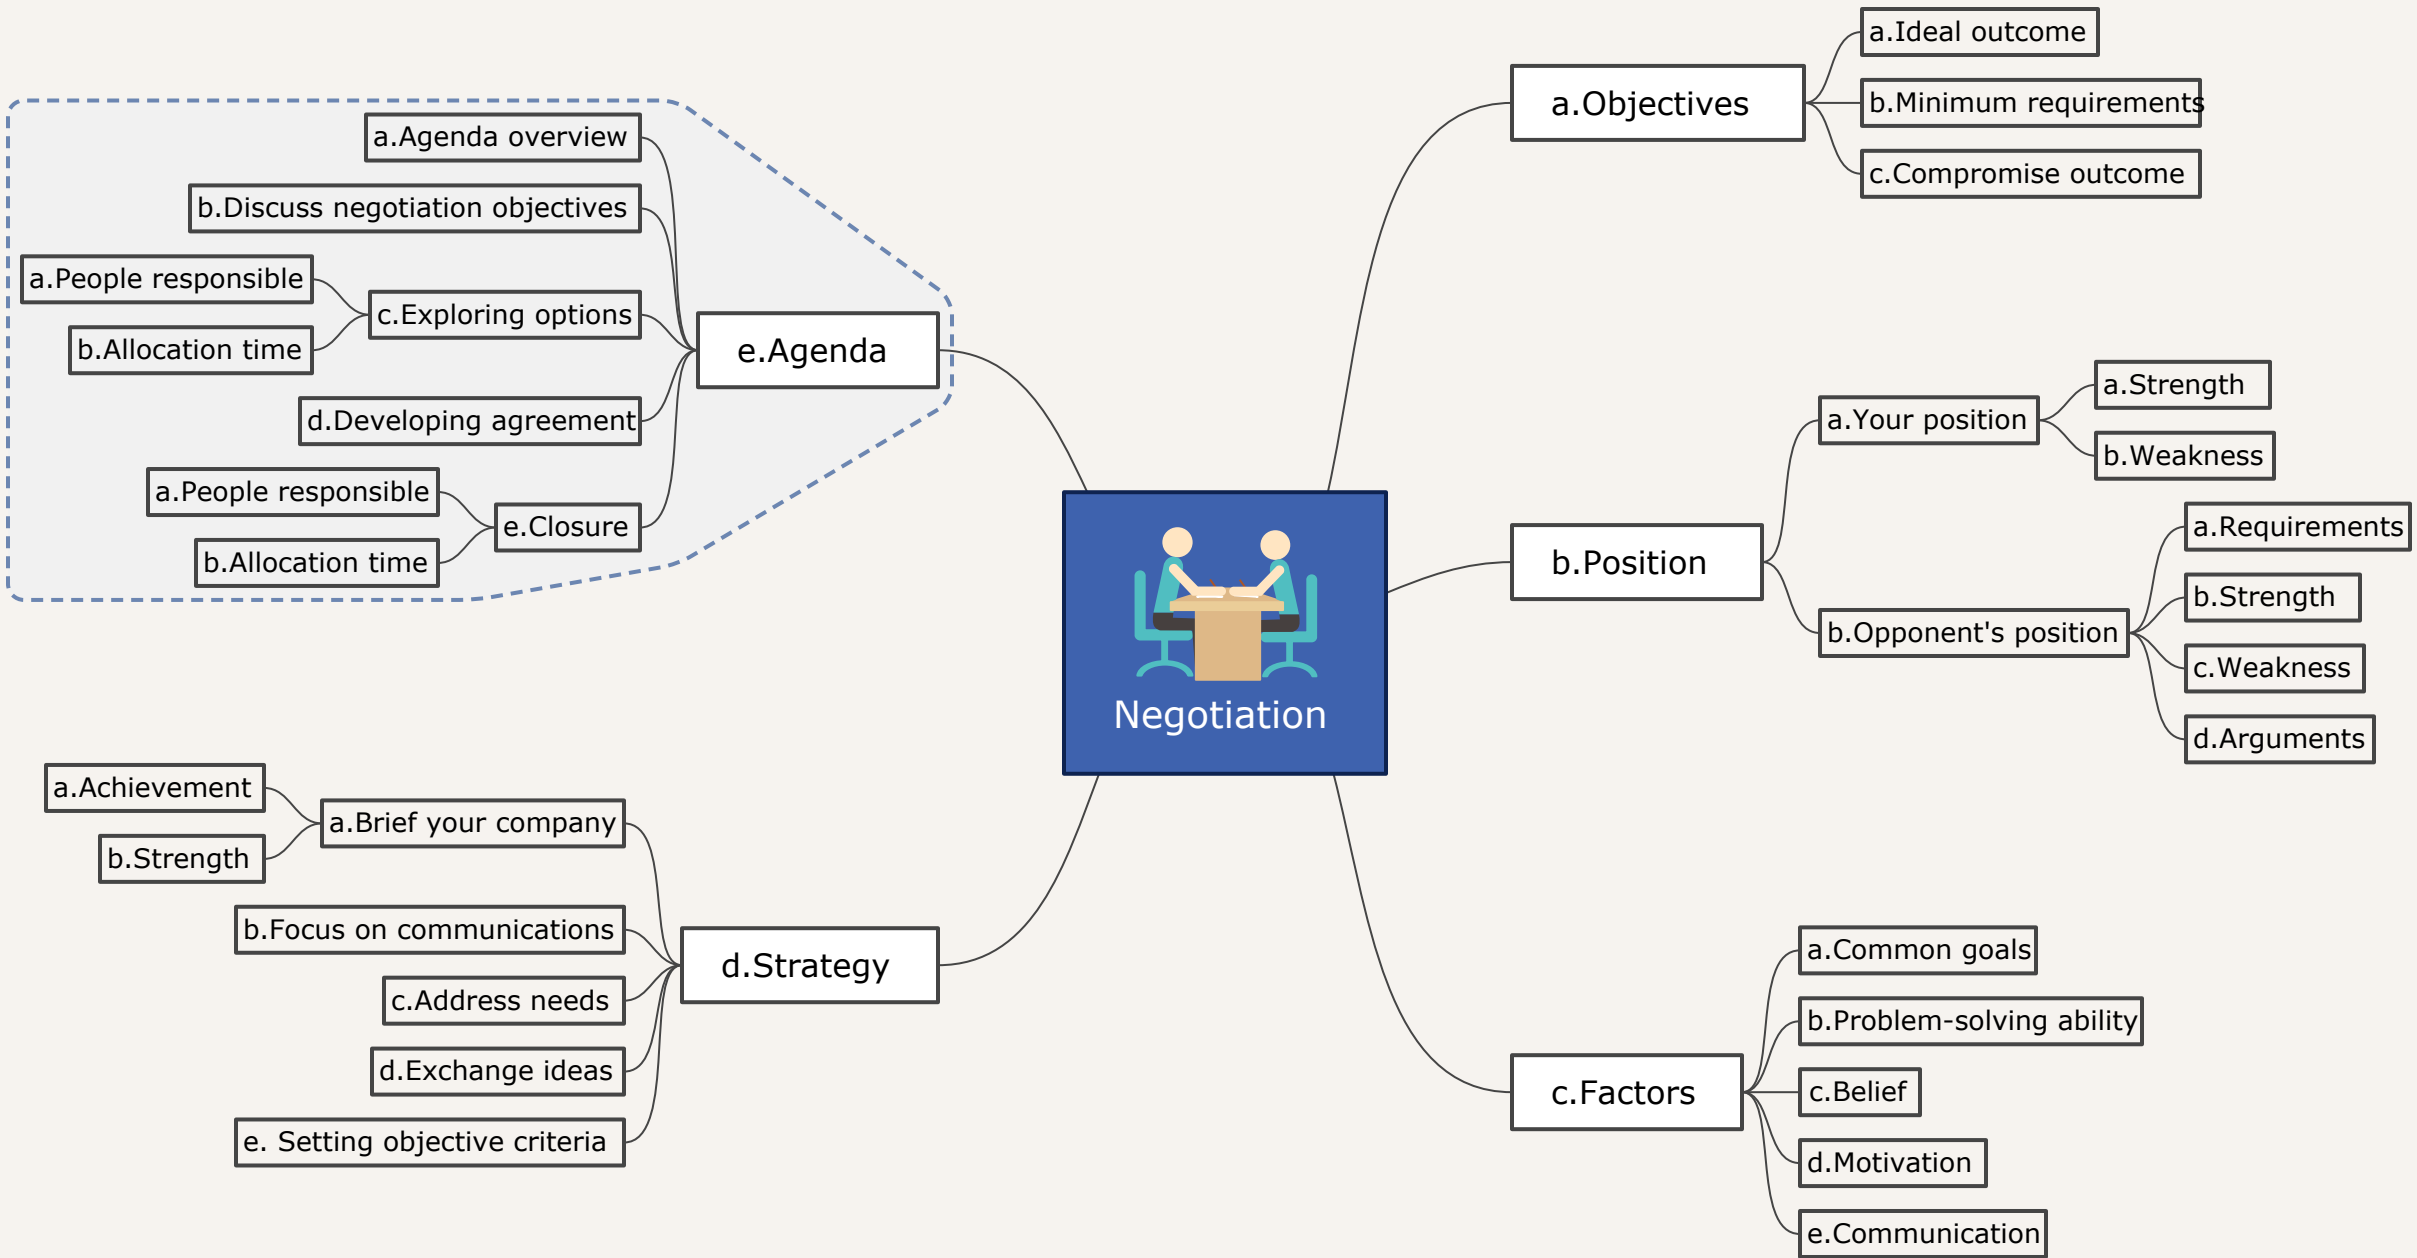 Negotiation
a.Objectives
a.Ideal outcome
b.Minimum requirements
c.Compromise outcome
b.Position
a.Your position
a.Strength
b.Weakness
b.Opponent's position
a.Requirements
b.Strength
c.Weakness
d.Arguments
c.Factors
a.Common goals
b.Problem-solving ability
c.Belief
d.Motivation
e.Communication
d.Strategy
a.Brief your company
a.Achievement
b.Strength
b.Focus on communications
c.Address needs
d.Exchange ideas
e. Setting objective criteria
e.Agenda
a.Agenda overview
b.Discuss negotiation objectives
c.Exploring options
a.People responsible
b.Allocation time
d.Developing agreement
e.Closure
a.People responsible
b.Allocation time